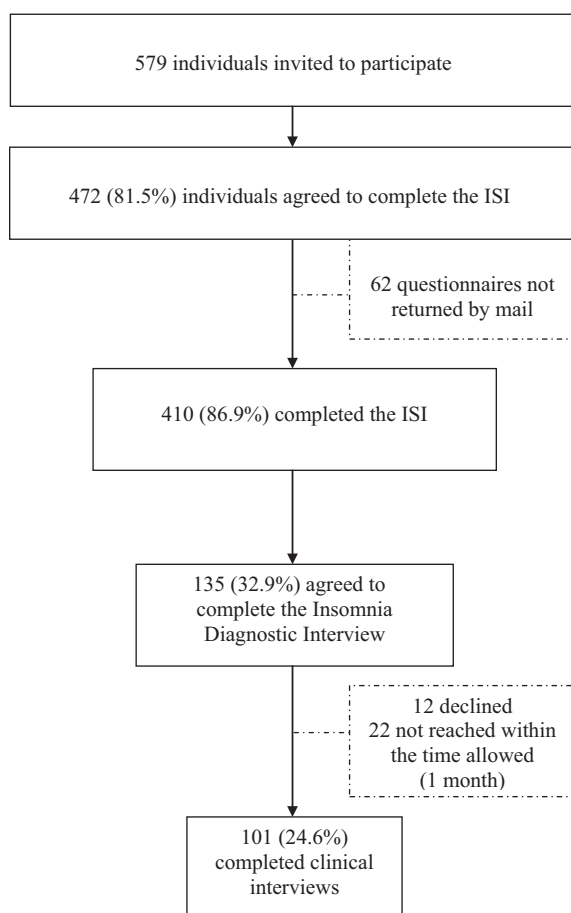 579 individuals invited to participate
472 (81.5%) individuals agreed to complete the ISI
62 questionnaires not
returned by mail
410 (86.9%) completed the ISI
135 (32.9%) agreed to
complete the Insomnia
Diagnostic Interview
12 declined
22 not reached within
the time allowed
(1 month)
101 (24.6%)
completed clinical
interviews